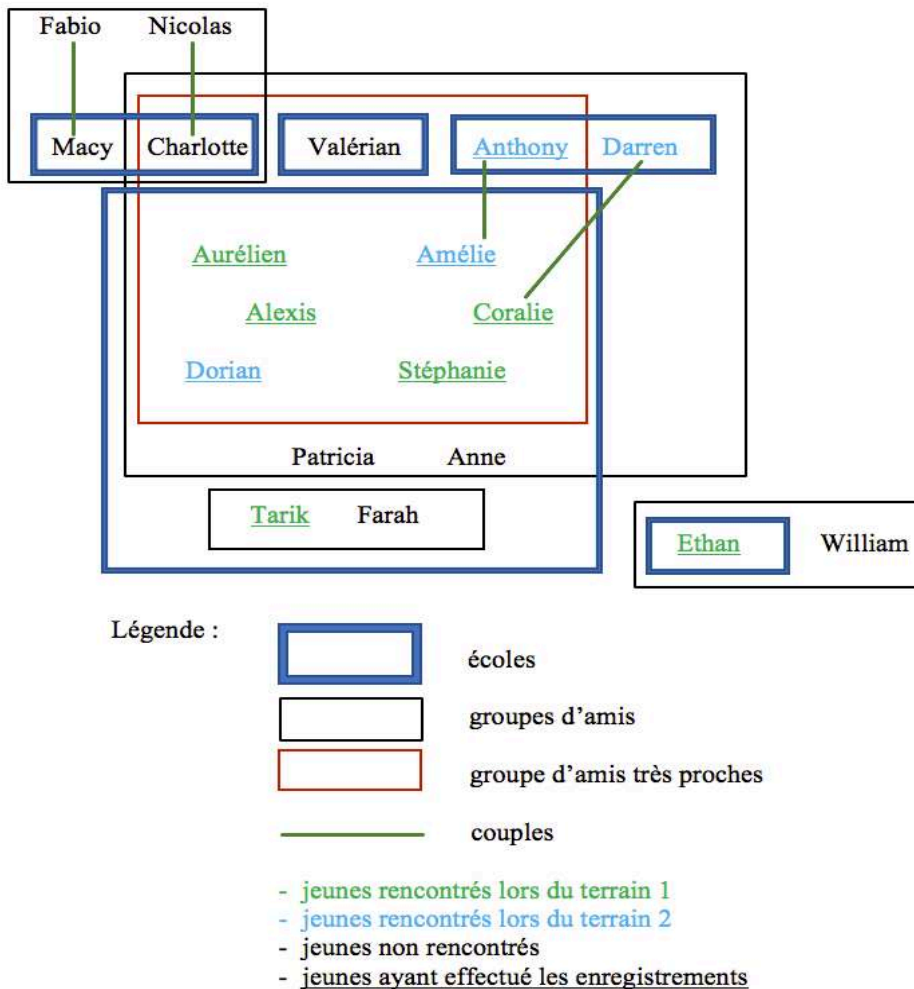 Fabio Nicolas
Macy Charlotte Valérian Anthony Darren
Aurélien Amélie
Alexis Coralie
Dorian Stéphanie
Patricia Anne
Tarik Farah
Ethan William
Légende :
écoles
groupes d’amis
groupe d’amis très proches
couples
- jeunes rencontrés lors du terrain 1
- jeunes rencontrés lors du terrain 2
- jeunes non rencontrés
- jeunes ayant effectué les enregistrements